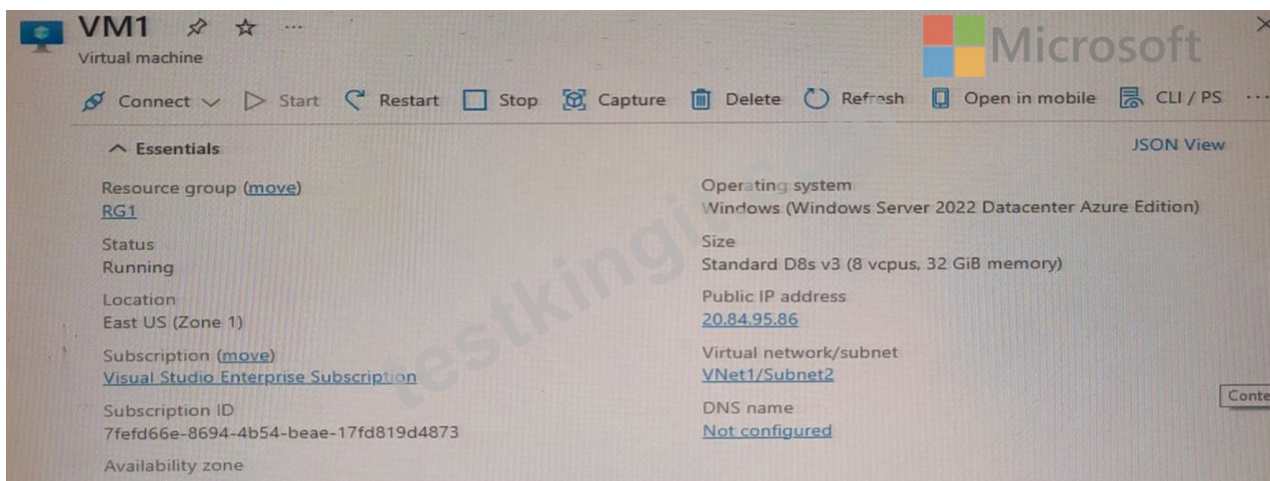 VM1
Microsoft
Virtual machine
Connect Start Restart Stop Capture Delete Refresh Open in mobile CLI / PS ...
Essentials
JSON View
Resource group (move)
RG1
Status
Running
Location
East US (Zone 1)
Subscription (move)
Visual Studio Enterprise Subscription
Subscription ID
7fefd66e-8694-4b54-beae-17fd819d4873
Availability zone
Operating system
Windows (Windows Server 2022 Datacenter Azure Edition)
Size
Standard D8s v3 (8 vcpus, 32 GiB memory)
Public IP address
20.84.95.86
Virtual network/subnet
VNet1/Subnet2
DNS name
Not configured
Conte